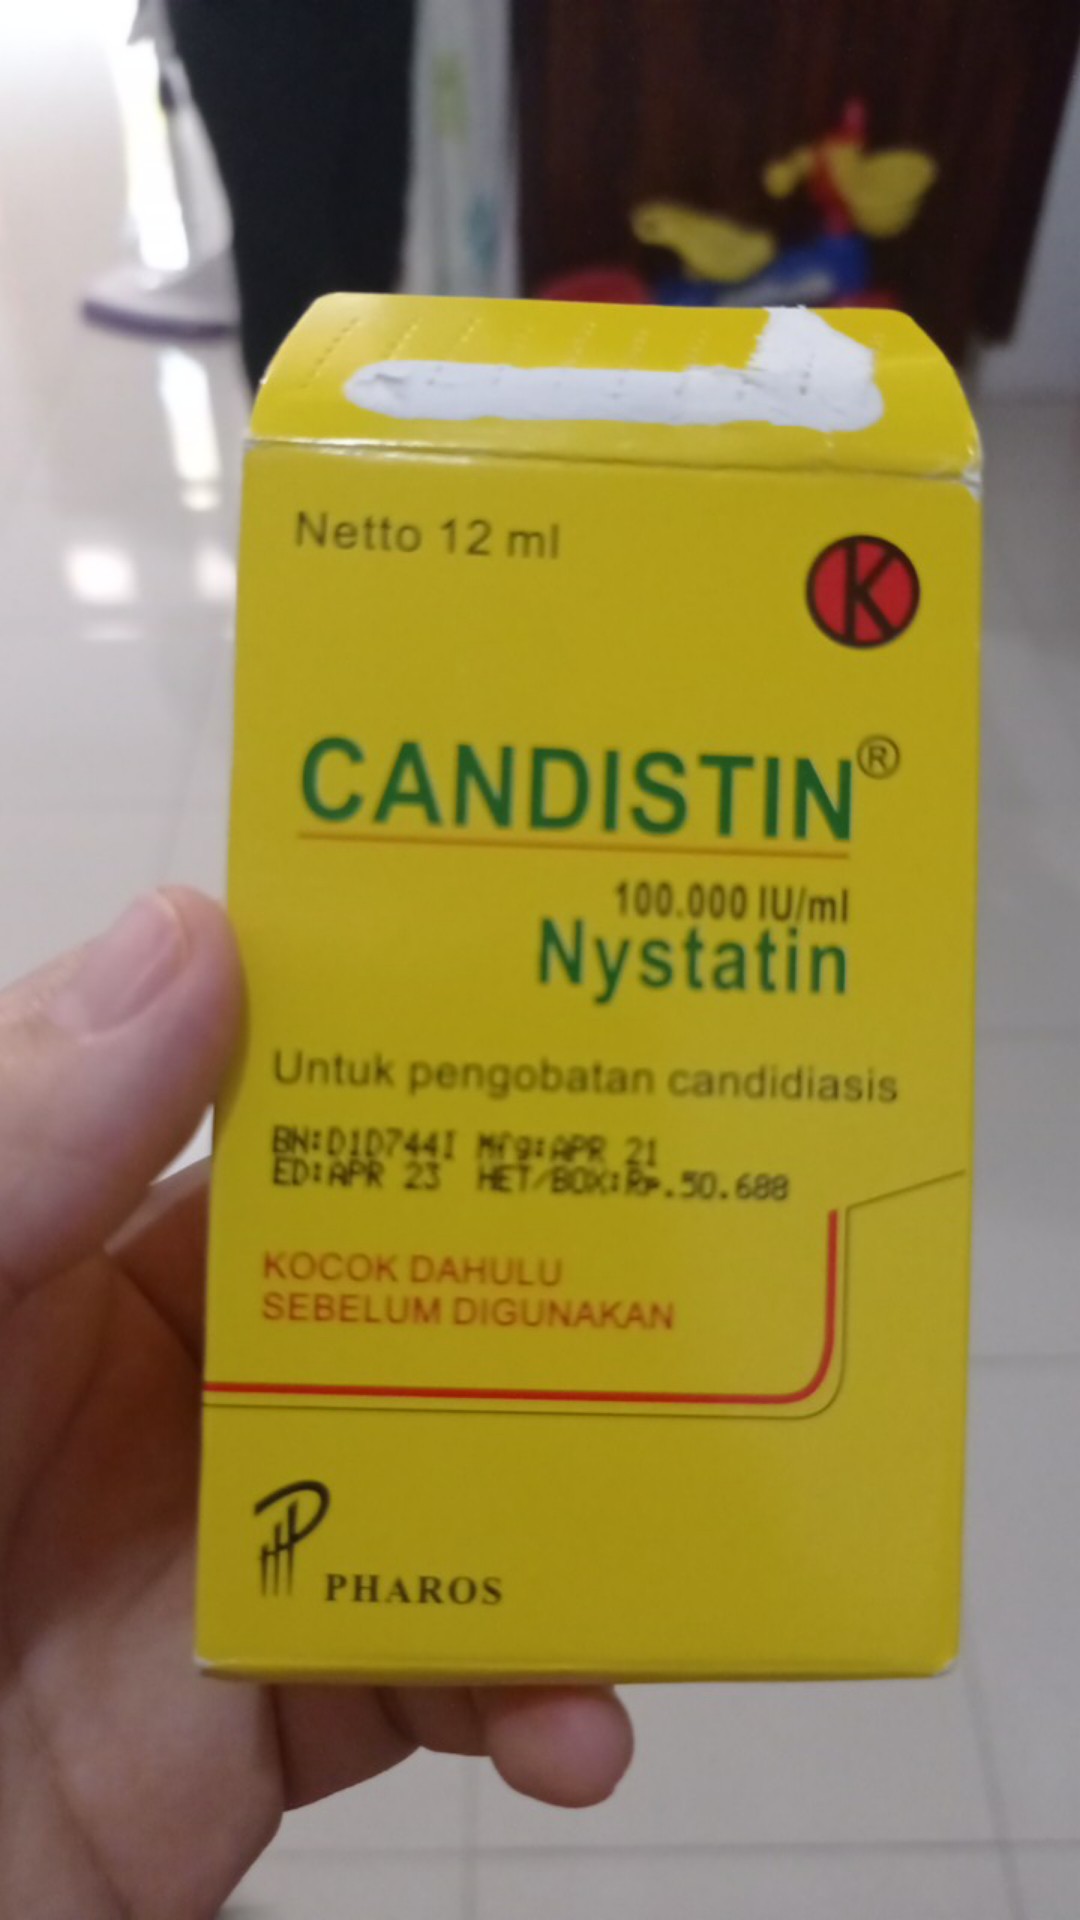 Netto 12 ml
K
CANDISTIN®
100.000 IU/ml
Nystatin
Untuk pengobatan candidiasis
BN:D1D744I Mfg:APR 21
ED:APR 23 HET/BOX:Rp.50.688
KOCOK DAHULU
SEBELUM DIGUNAKAN
PHAROS